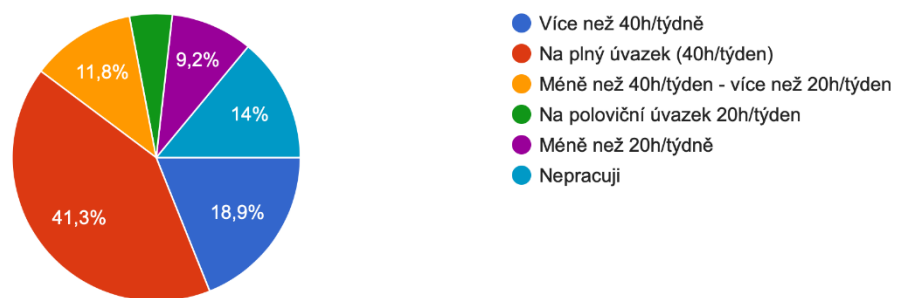 11,8%
9,2%
14%
41,3%
18,9%
Více než 40h/týdně
Na plný úvazek (40h/týden)
Méně než 40h/týden - více než 20h/týden
Na poloviční úvazek 20h/týden
Méně než 20h/týdně
Nepracuji